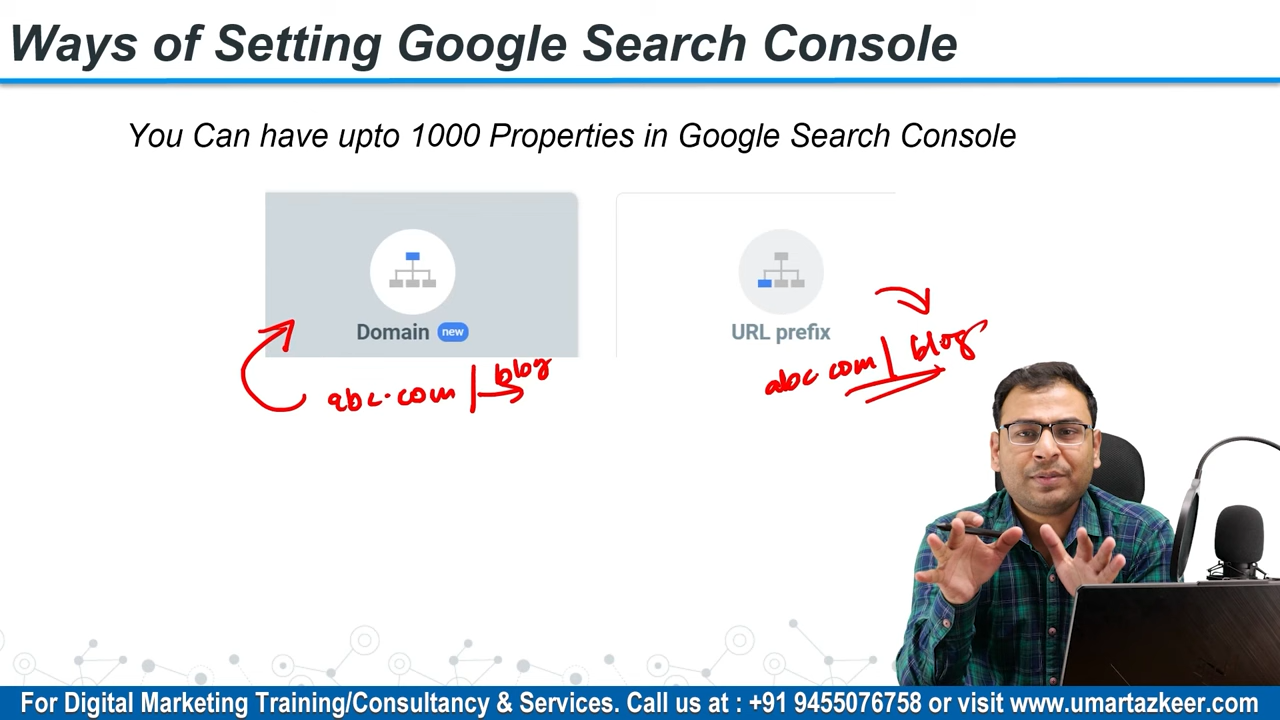 Ways of Setting Google Search Console
You Can have upto 1000 Properties in Google Search Console
Domain new
URL prefix
abc.com | blog
abc com | blog
For Digital Marketing Training/Consultancy & Services. Call us at : +91 9455076758 or visit www.umartazkeer.com